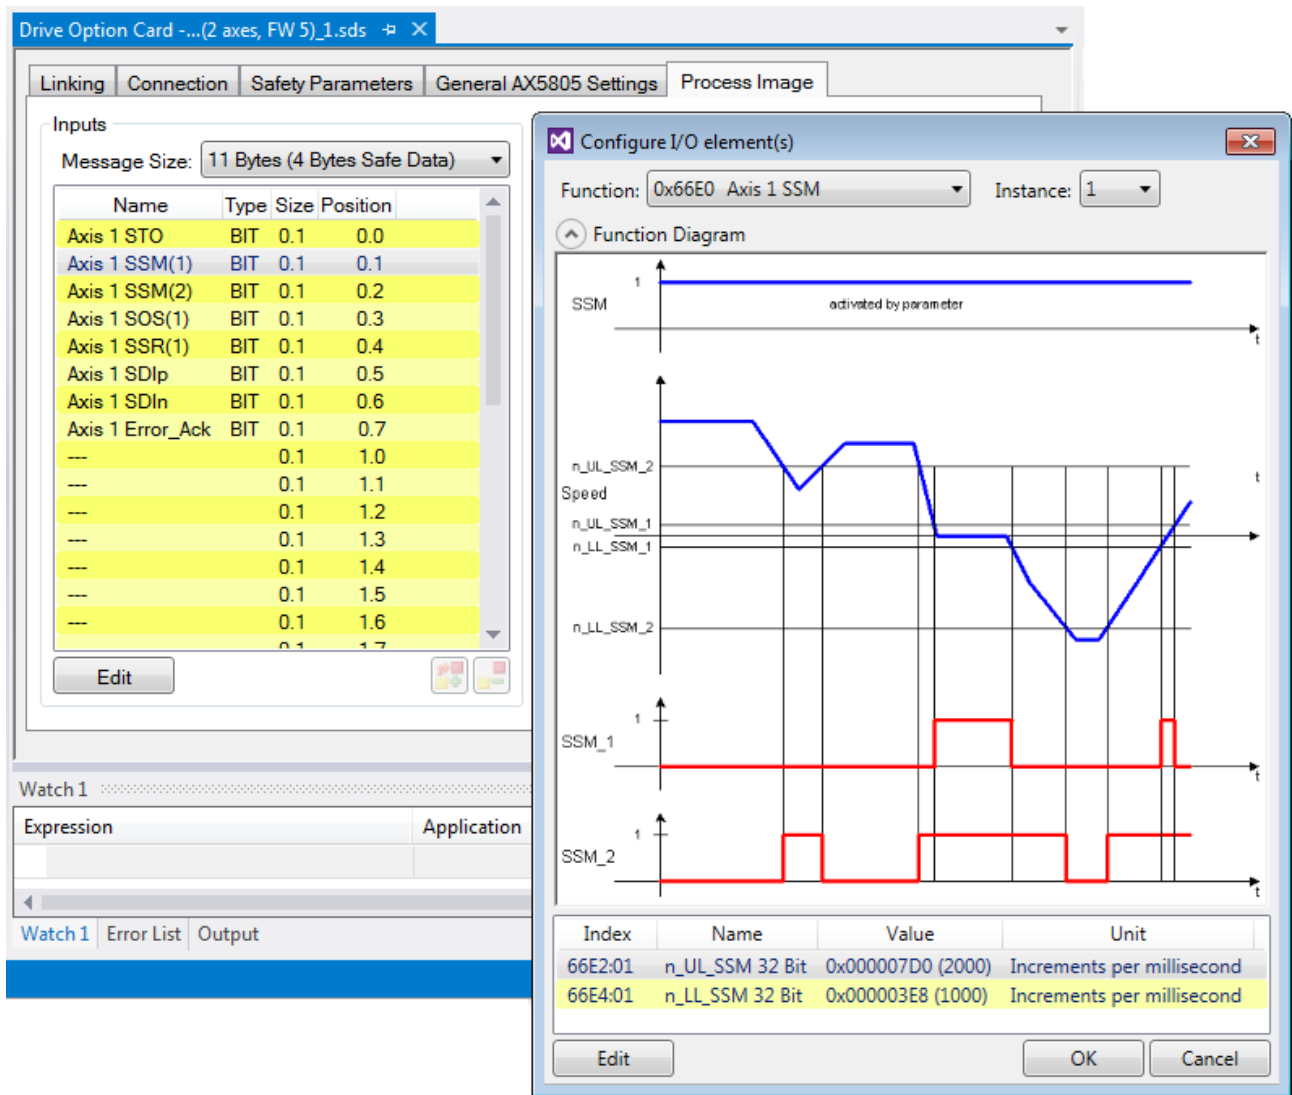 Drive Option Card -...(2 axes, FW 5)_1.sds
Linking Connection Safety Parameters General AX5805 Settings Process Image
Inputs
Message Size: 11 Bytes (4 Bytes Safe Data)
Name Type Size Position
Axis 1 STO BIT 0.1 0.0
Axis 1 SSM(1) BIT 0.1 0.1
Axis 1 SSM(2) BIT 0.1 0.2
Axis 1 SOS(1) BIT 0.1 0.3
Axis 1 SSR(1) BIT 0.1 0.4
Axis 1 SDIp BIT 0.1 0.5
Axis 1 SDIn BIT 0.1 0.6
Axis 1 Error_Ack BIT 0.1 0.7
--- 0.1 1.0
--- 0.1 1.1
--- 0.1 1.2
--- 0.1 1.3
--- 0.1 1.4
--- 0.1 1.5
--- 0.1 1.6
0.1 1.7
Edit
Watch 1
Expression Application
Watch 1 Error List Output
Configure I/O element(s)
Function: 0x66E0 Axis 1 SSM Instance: 1
Function Diagram
1
SSM
activated by parameter
t
n_UL_SSM_2
t
Speed
n_UL_SSM_1
n_LL_SSM_1
n_LL_SSM_2
1
SSM_1
t
1
SSM_2
t
Index Name Value Unit
66E2:01 n_UL_SSM 32 Bit 0x000007D0 (2000) Increments per millisecond
66E4:01 n_LL_SSM 32 Bit 0x000003E8 (1000) Increments per millisecond
Edit OK Cancel